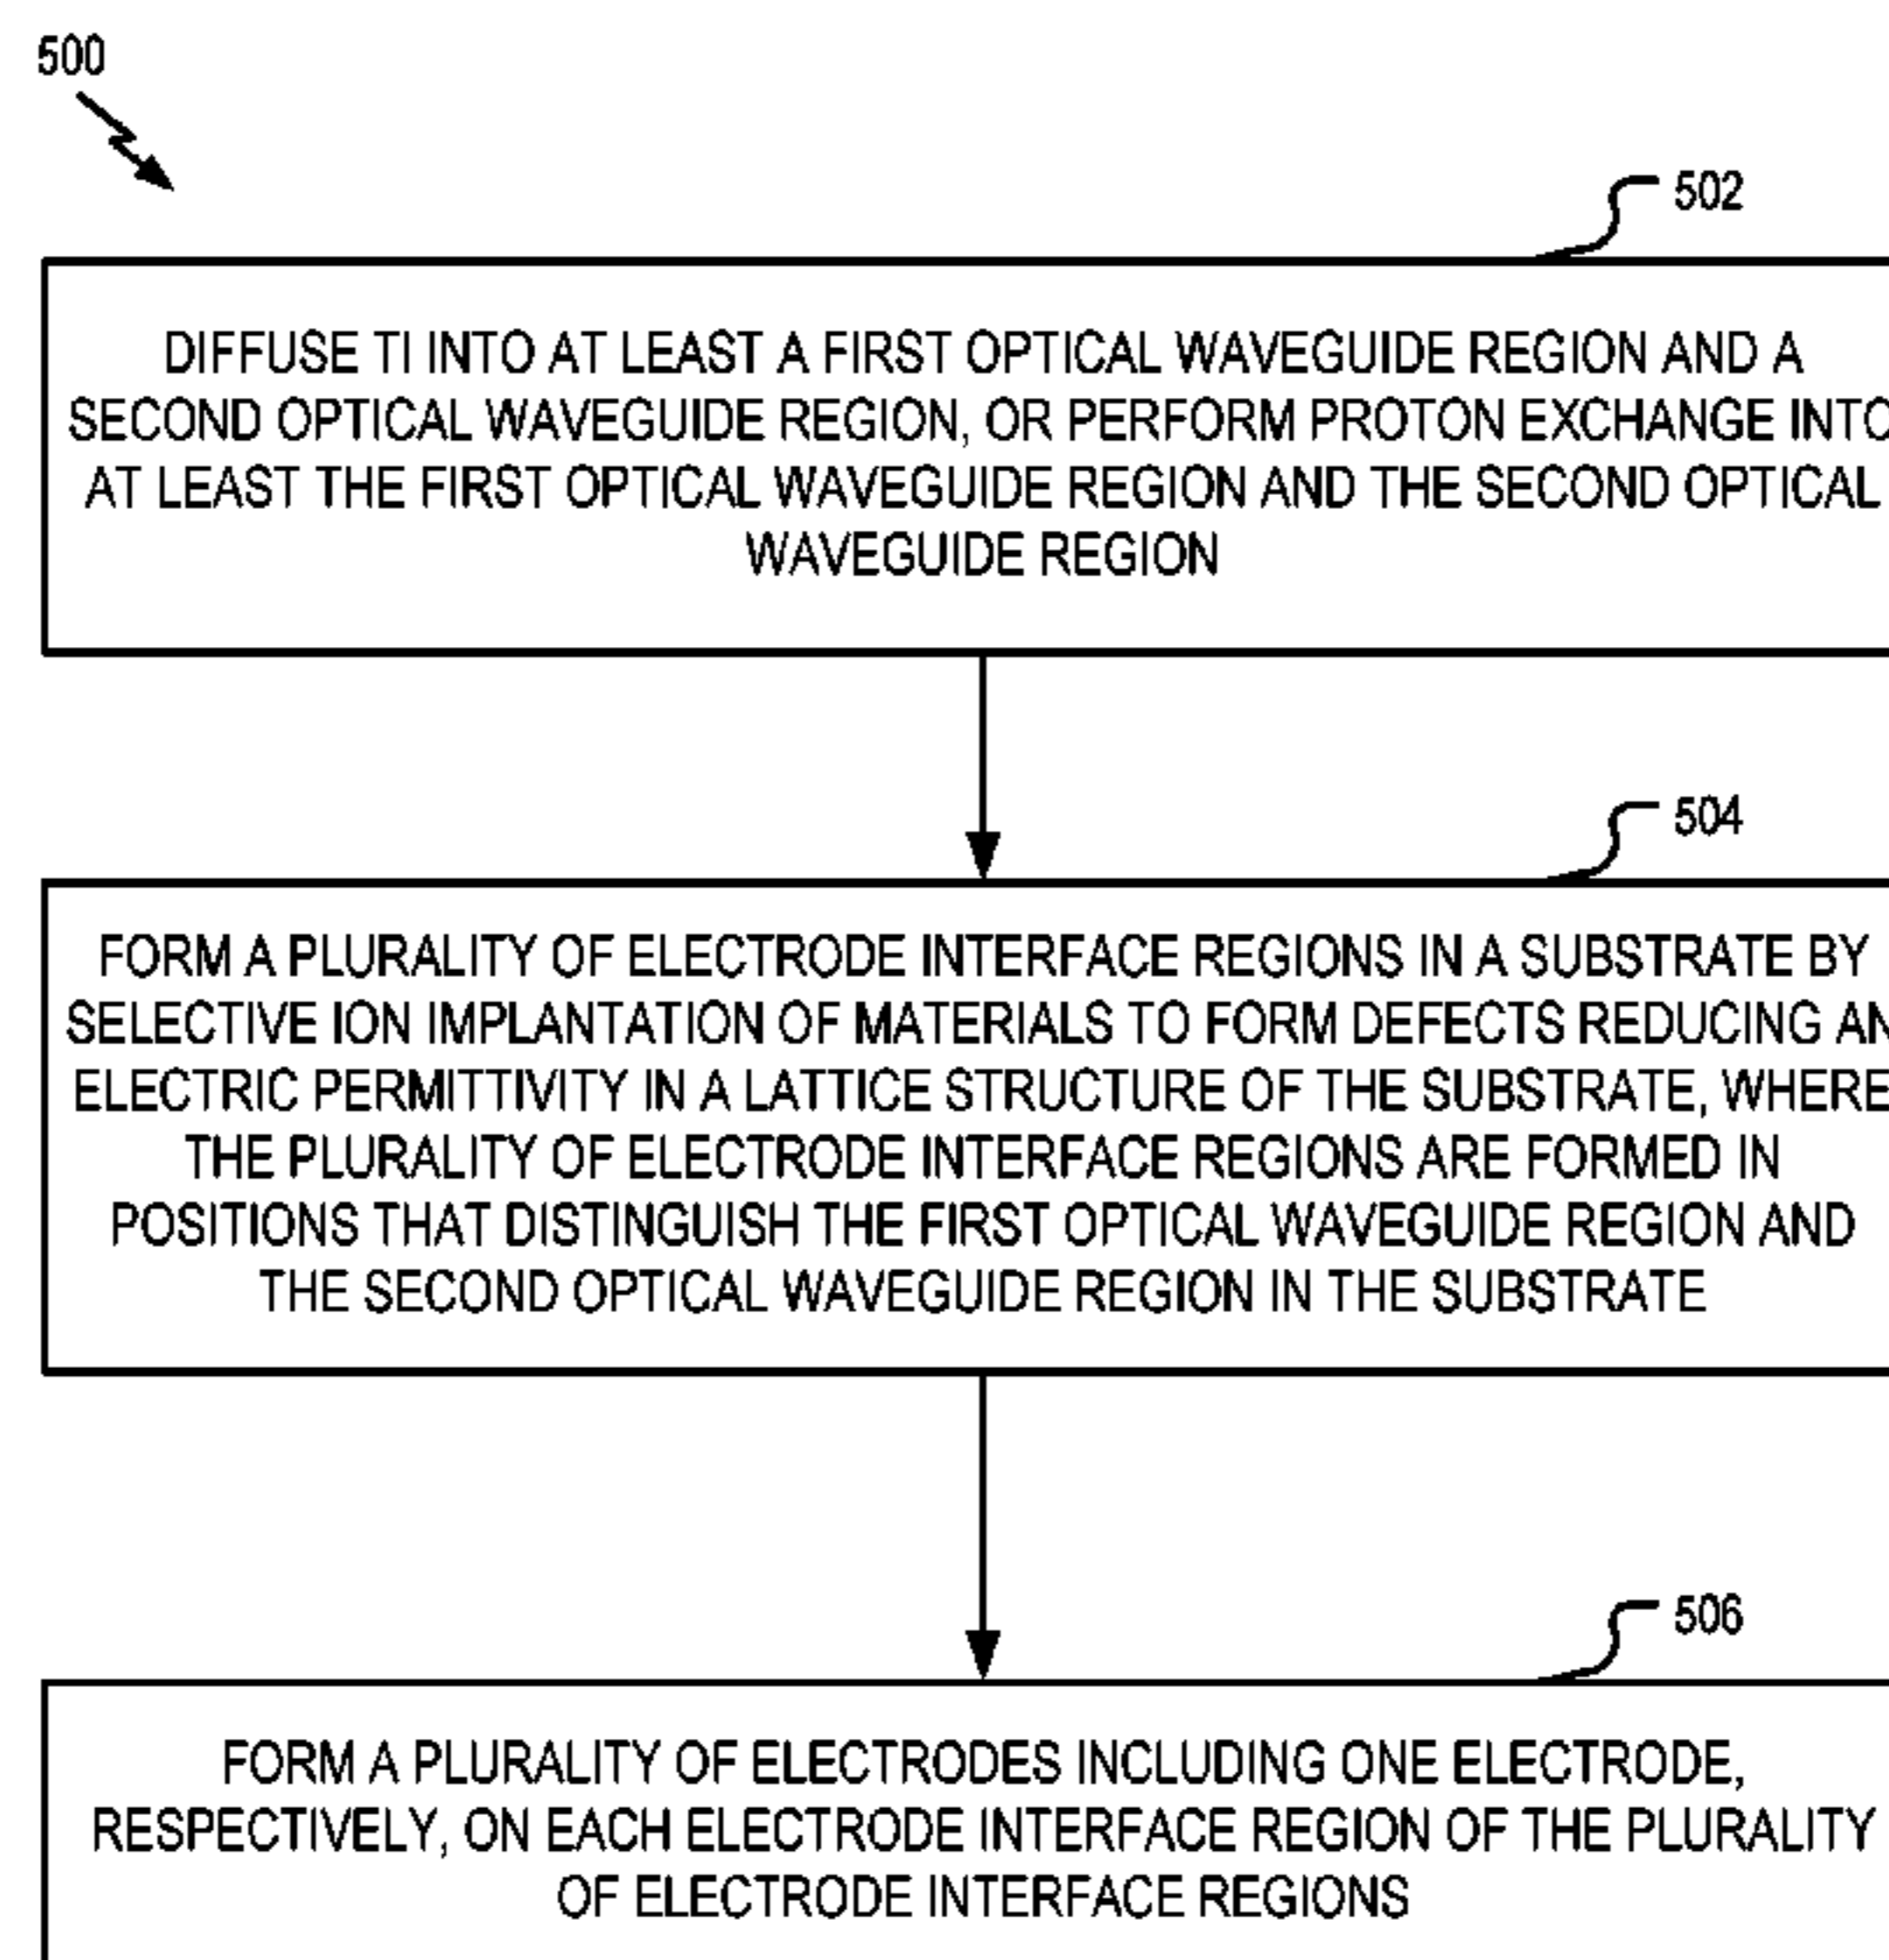 500
502
DIFFUSE TI INTO AT LEAST A FIRST OPTICAL WAVEGUIDE REGION AND A
SECOND OPTICAL WAVEGUIDE REGION, OR PERFORM PROTON EXCHANGE INTO
AT LEAST THE FIRST OPTICAL WAVEGUIDE REGION AND THE SECOND OPTICAL
WAVEGUIDE REGION
504
FORM A PLURALITY OF ELECTRODE INTERFACE REGIONS IN A SUBSTRATE BY
SELECTIVE ION IMPLANTATION OF MATERIALS TO FORM DEFECTS REDUCING AN
ELECTRIC PERMITTIVITY IN A LATTICE STRUCTURE OF THE SUBSTRATE, WHERE
THE PLURALITY OF ELECTRODE INTERFACE REGIONS ARE FORMED IN
POSITIONS THAT DISTINGUISH THE FIRST OPTICAL WAVEGUIDE REGION AND
THE SECOND OPTICAL WAVEGUIDE REGION IN THE SUBSTRATE
506
FORM A PLURALITY OF ELECTRODES INCLUDING ONE ELECTRODE,
RESPECTIVELY, ON EACH ELECTRODE INTERFACE REGION OF THE PLURALITY
OF ELECTRODE INTERFACE REGIONS